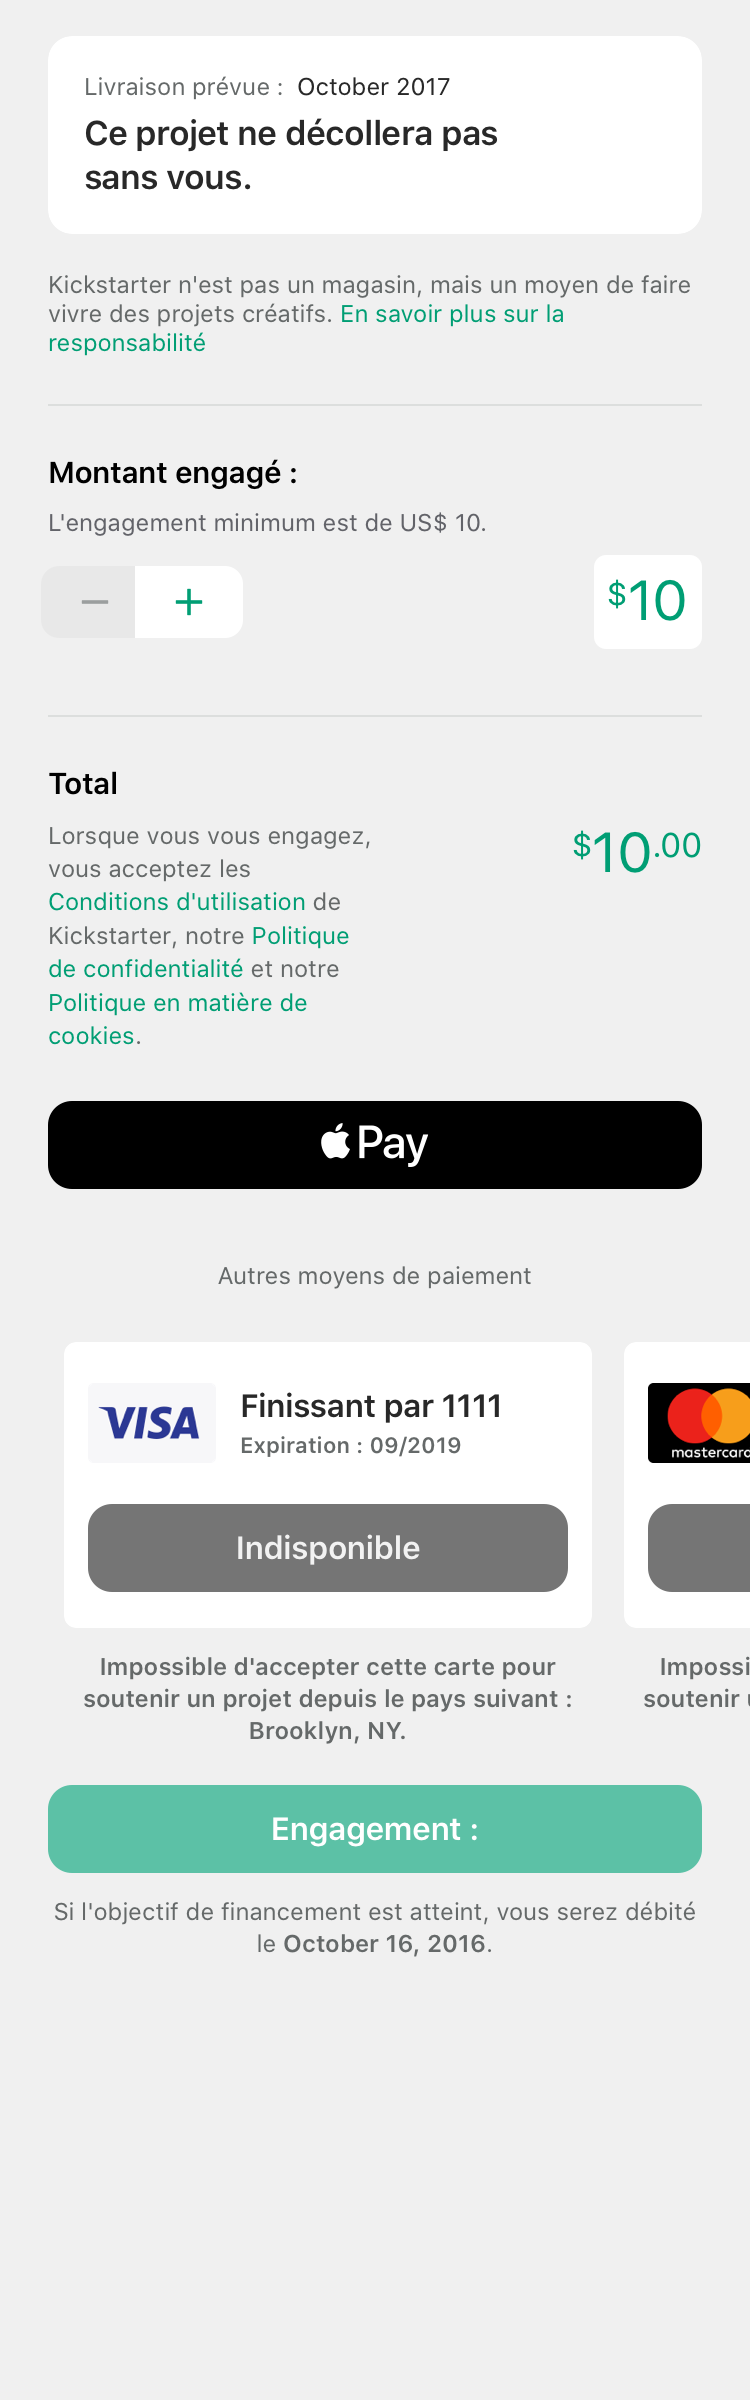 Livraison prévue : October 2017
Ce projet ne décollera pas
sans vous.
Kickstarter n'est pas un magasin, mais un moyen de faire
vivre des projets créatifs. En savoir plus sur la
responsabilité
Montant engagé :
L'engagement minimum est de US$ 10.
− +
$10
Total
Lorsque vous vous engagez,
vous acceptez les
Conditions d'utilisation de
Kickstarter, notre Politique
de confidentialité et notre
Politique en matière de
cookies.
$10.00
Pay
Autres moyens de paiement
VISA
Finissant par 1111
Expiration : 09/2019
Indisponible
Impossible d'accepter cette carte pour
soutenir un projet depuis le pays suivant :
Brooklyn, NY.
mastercard
Impossi
soutenir
Engagement :
Si l'objectif de financement est atteint, vous serez débité
le October 16, 2016.